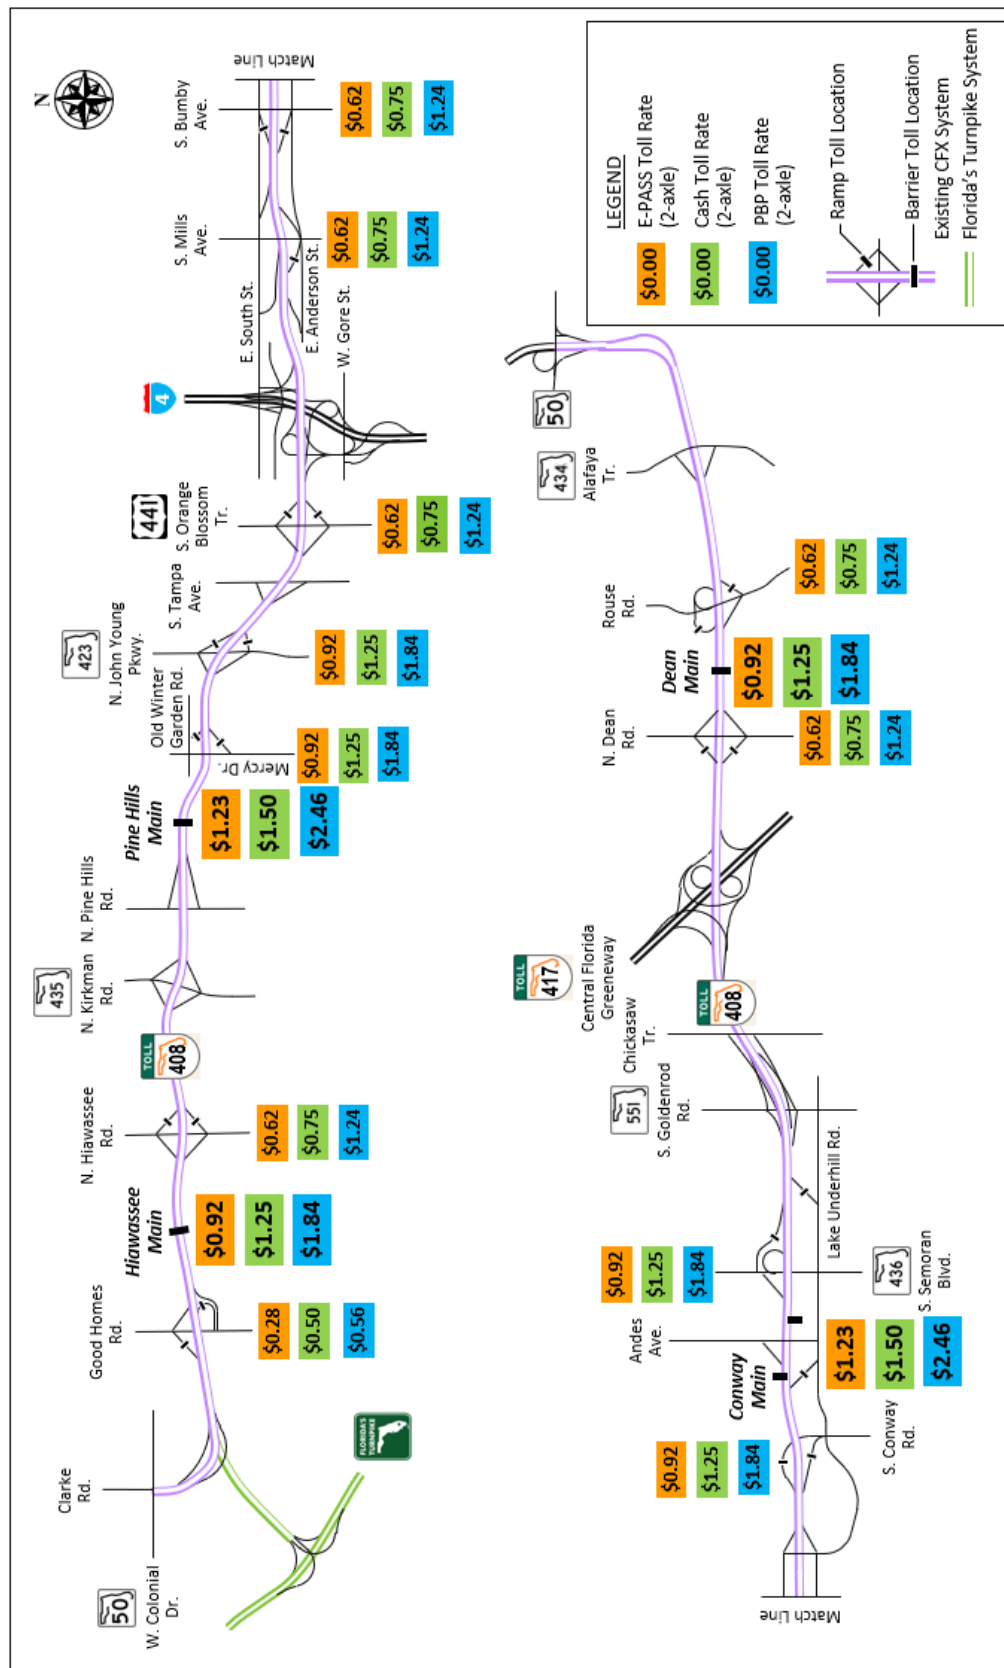 N
W. Colonial
Dr.
50
Clarke
Rd.
FLORIDA'S
TURNPIKE
Good Homes
Rd.
$0.28
$0.50
$0.56
Hiawassee
Main
$0.92
$1.25
$1.84
N. Hiawassee
Rd.
$0.62
$0.75
$1.24
TOLL
408
435
N. Kirkman
Rd.
N. Pine Hills
Rd.
Pine Hills
Main
$1.23
$1.50
$2.46
Old Winter
Garden Rd.
Mercy Dr.
$0.92
$1.25
$1.84
423
N. John Young
Pkwy.
$0.92
$1.25
$1.84
S. Tampa
Ave.
441
S. Orange
Blossom
Tr.
$0.62
$0.75
$1.24
4
E. South St.
E. Anderson St.
W. Gore St.
S. Mills
Ave.
$0.62
$0.75
$1.24
S. Bumby
Ave.
$0.62
$0.75
$1.24
Match Line
Match Line
$0.92
$1.25
$1.84
S. Conway
Rd.
Conway
Main
$1.23
$1.50
$2.46
Andes
Ave.
$0.92
$1.25
$1.84
436
S. Semoran
Blvd.
Lake Underhill Rd.
551
S. Goldenrod
Rd.
Chickasaw
Tr.
TOLL
408
TOLL
417
Central Florida
Greeneway
N. Dean
Rd.
$0.62
$0.75
$1.24
Dean
Main
$0.92
$1.25
$1.84
Rouse
Rd.
$0.62
$0.75
$1.24
434
Alafaya
Tr.
50
LEGEND
$0.00
E-PASS Toll Rate
(2-axle)
$0.00
Cash Toll Rate
(2-axle)
$0.00
PBP Toll Rate
(2-axle)
Ramp Toll Location
Barrier Toll Location
Existing CFX System
Florida's Turnpike System